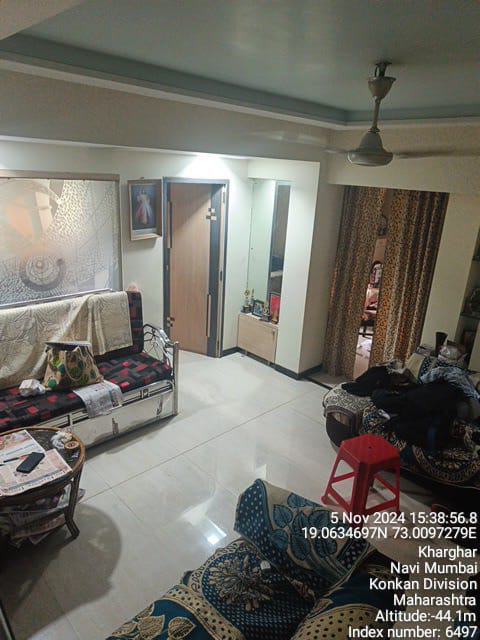 5 Nov 2024 15:38:56.8
19.0634697N 73.0097279E
Kharghar
Navi Mumbai
Konkan Division
Maharashtra
Altitude:-44.1m
Index number: 6497